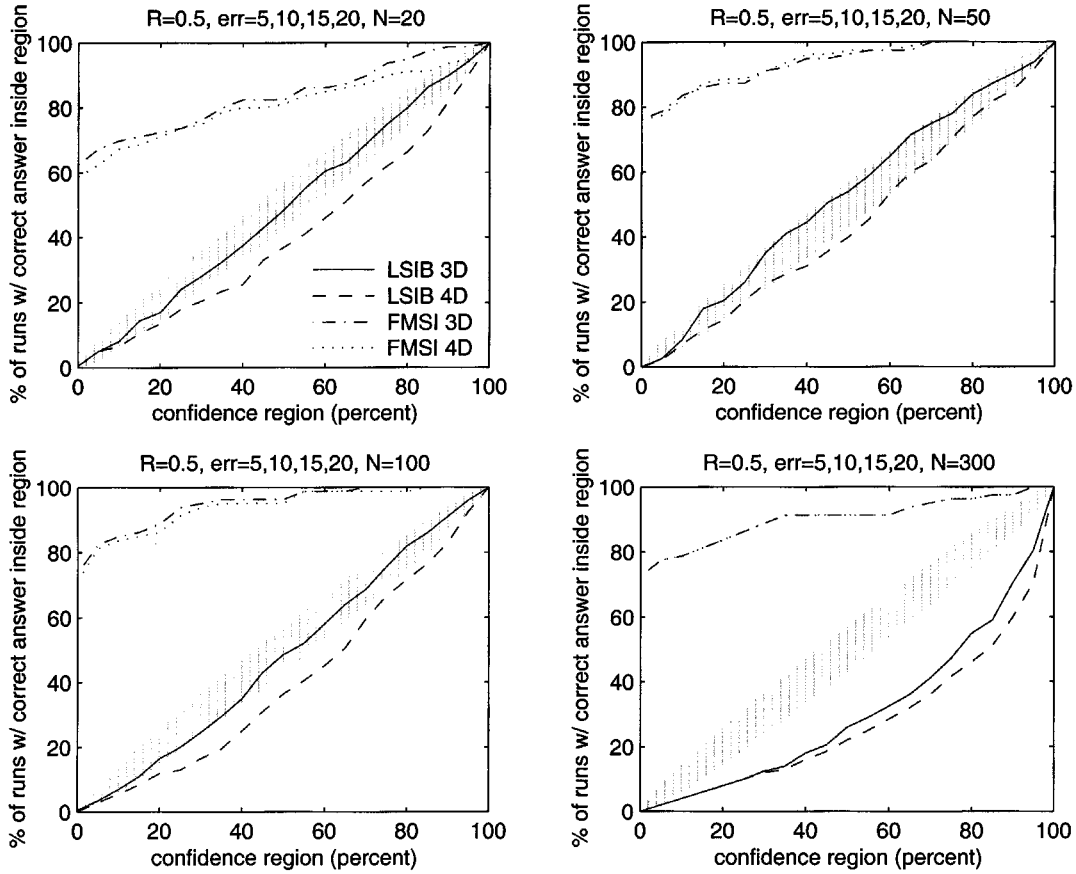 R=0.5, err=5,10,15,20, N=20
% of runs w/ correct answer inside region
100
80
60
40
20
0
LSIB 3D
LSIB 4D
FMSI 3D
FMSI 4D
0 20 40 60 80 100
confidence region (percent)
R=0.5, err=5,10,15,20, N=50
% of runs w/ correct answer inside region
100
80
60
40
20
0
0 20 40 60 80 100
confidence region (percent)
R=0.5, err=5,10,15,20, N=100
% of runs w/ correct answer inside region
100
80
60
40
20
0
0 20 40 60 80 100
confidence region (percent)
R=0.5, err=5,10,15,20, N=300
% of runs w/ correct answer inside region
100
80
60
40
20
0
0 20 40 60 80 100
confidence region (percent)